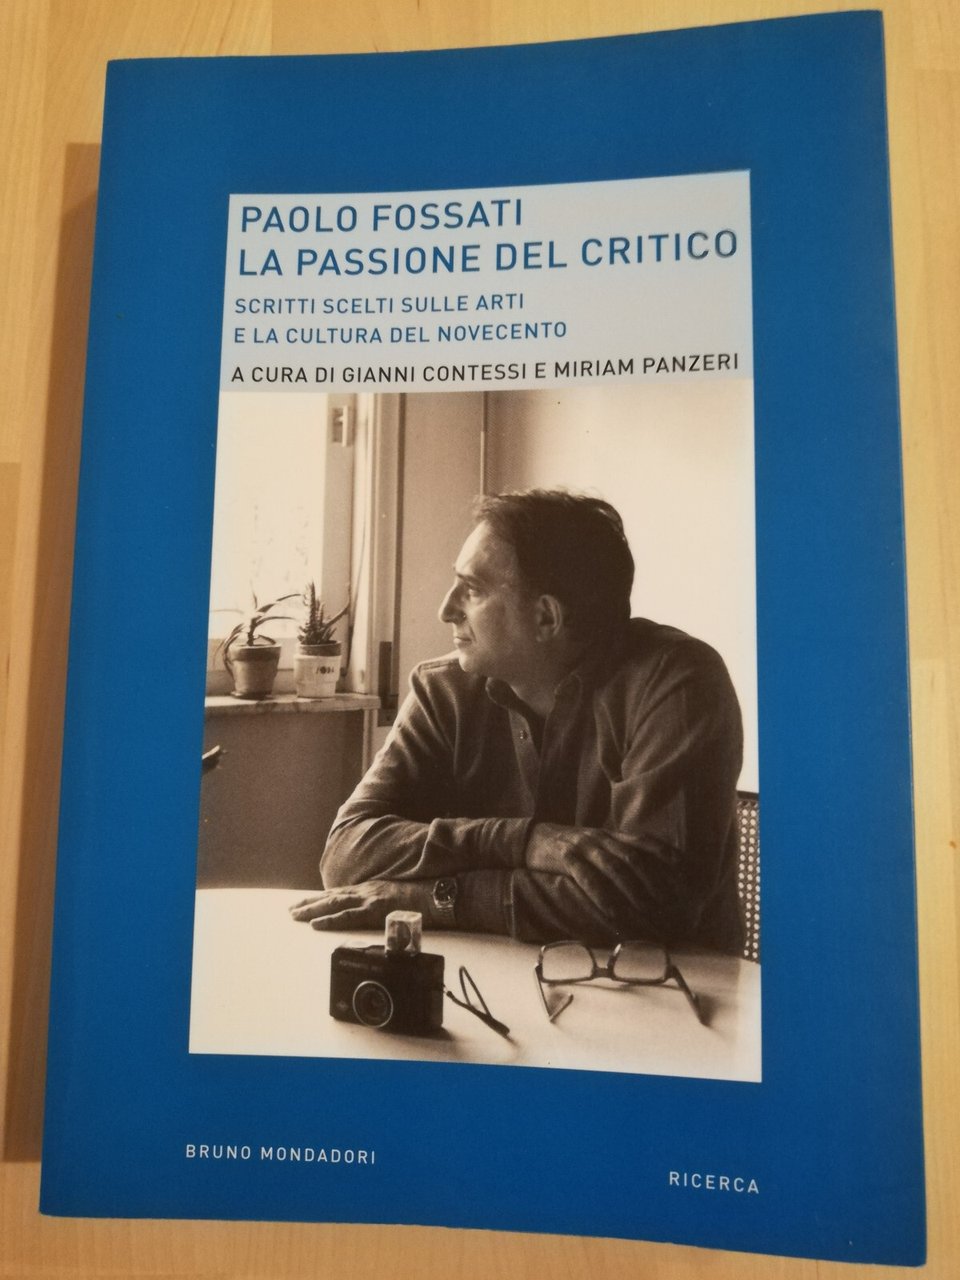 PAOLO FOSSATI
LA PASSIONE DEL CRITICO
SCRITTI SCELTI SULLE ARTI
E LA CULTURA DEL NOVECENTO
A CURA DI GIANNI CONTESSI E MIRIAM PANZERI
BRUNO MONDADORI
RICERCA